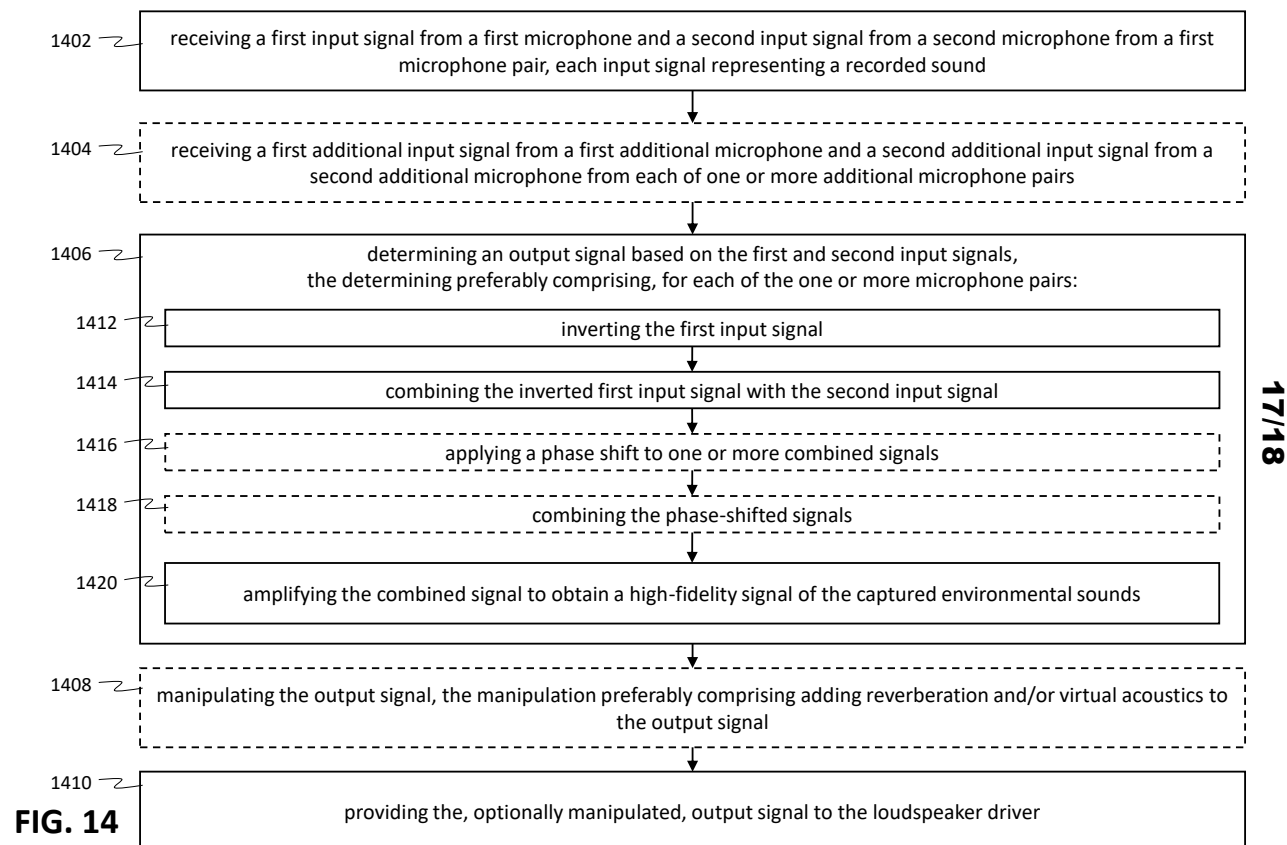 1402
receiving a first input signal from a first microphone and a second input signal from a second microphone from a first
microphone pair, each input signal representing a recorded sound
1404
receiving a first additional input signal from a first additional microphone and a second additional input signal from a
second additional microphone from each of one or more additional microphone pairs
1406
determining an output signal based on the first and second input signals,
the determining preferably comprising, for each of the one or more microphone pairs:
1412
inverting the first input signal
1414
combining the inverted first input signal with the second input signal
1416
applying a phase shift to one or more combined signals
1418
combining the phase-shifted signals
1420
amplifying the combined signal to obtain a high-fidelity signal of the captured environmental sounds
1408
manipulating the output signal, the manipulation preferably comprising adding reverberation and/or virtual acoustics to
the output signal
1410
providing the, optionally manipulated, output signal to the loudspeaker driver
FIG. 14
17/18